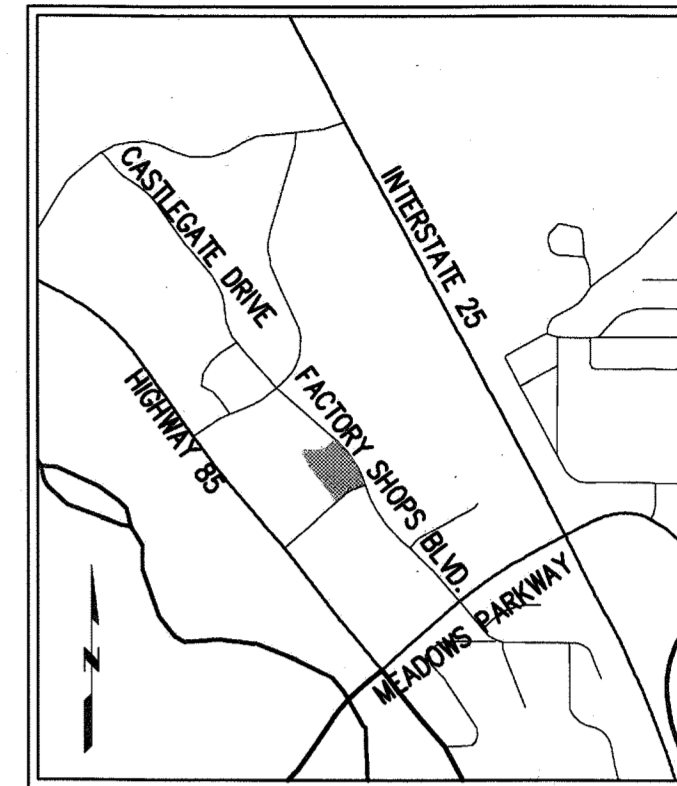 CASTLEGATE DRIVE
INTERSTATE 25
HIGHWAY 85
FACTORY SHOPS BLVD.
MEADOWS PARKWAY
N